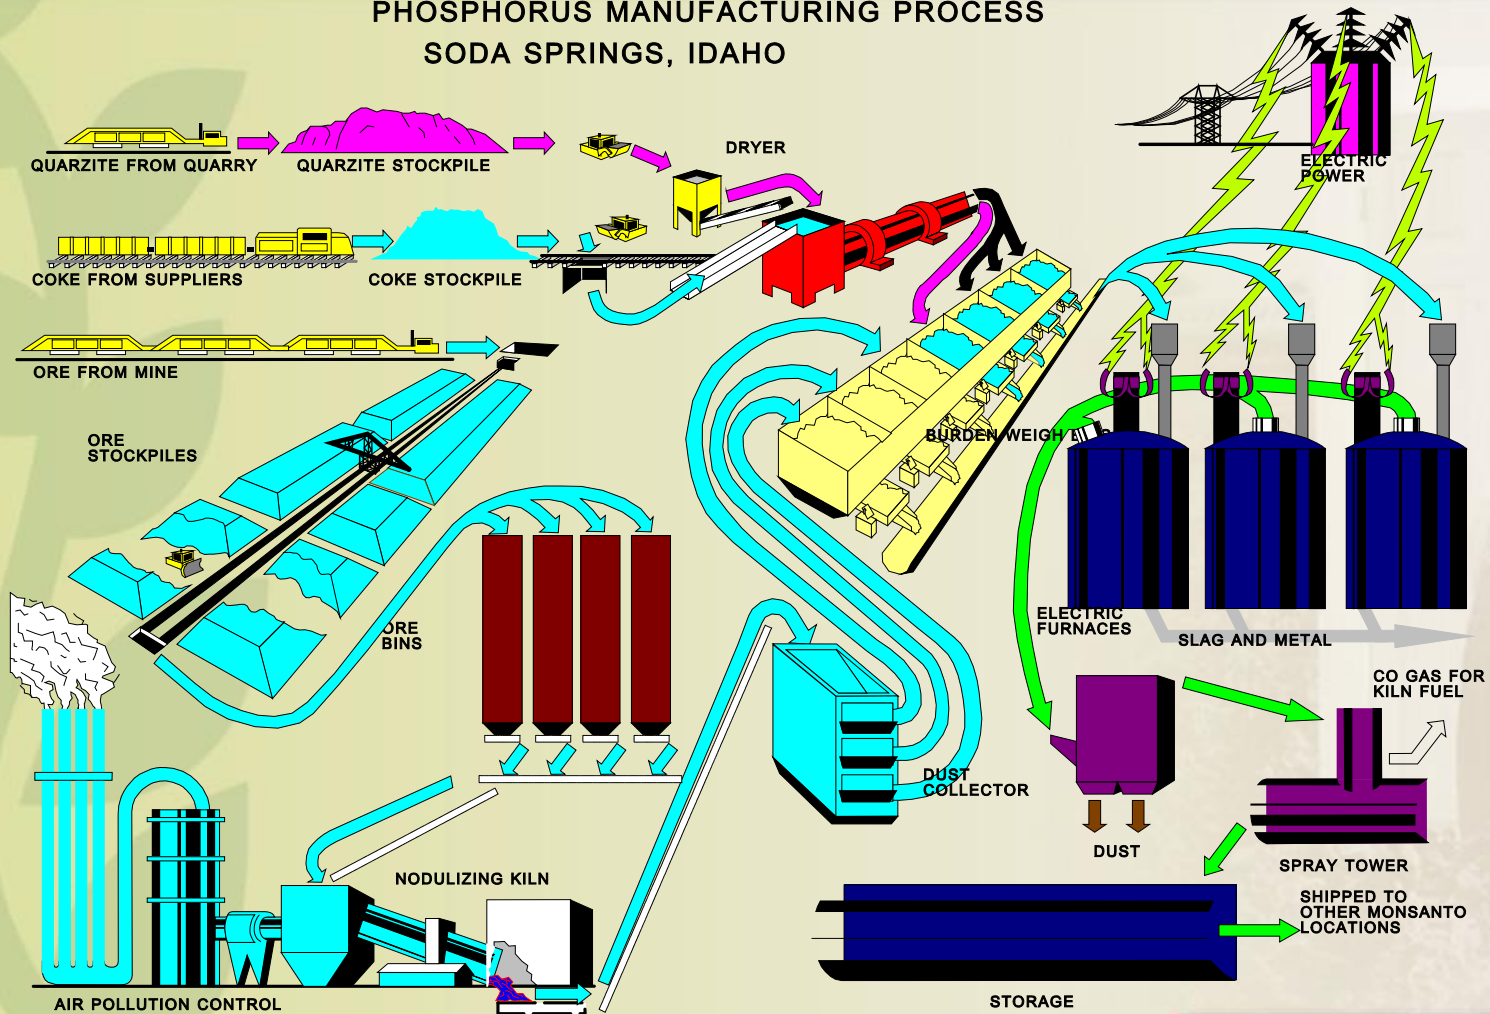 PHOSPHORUS MANUFACTURING PROCESS
SODA SPRINGS, IDAHO
DRYER
QUARZITE FROM QUARRY
QUARZITE STOCKPILE
ELECTRIC
POWER
COKE FROM SUPPLIERS
COKE STOCKPILE
ORE FROM MINE
ORE
STOCKPILES
BURDEN WEIGH
ORE
BINS
ELECTRIC
FURNACES
SLAG AND METAL
CO GAS FOR
KILN FUEL
DUST
COLLECTOR
DUST
SPRAY TOWER
NODULIZING KILN
SHIPPED TO
OTHER MONSANTO
LOCATIONS
AIR POLLUTION CONTROL
STORAGE